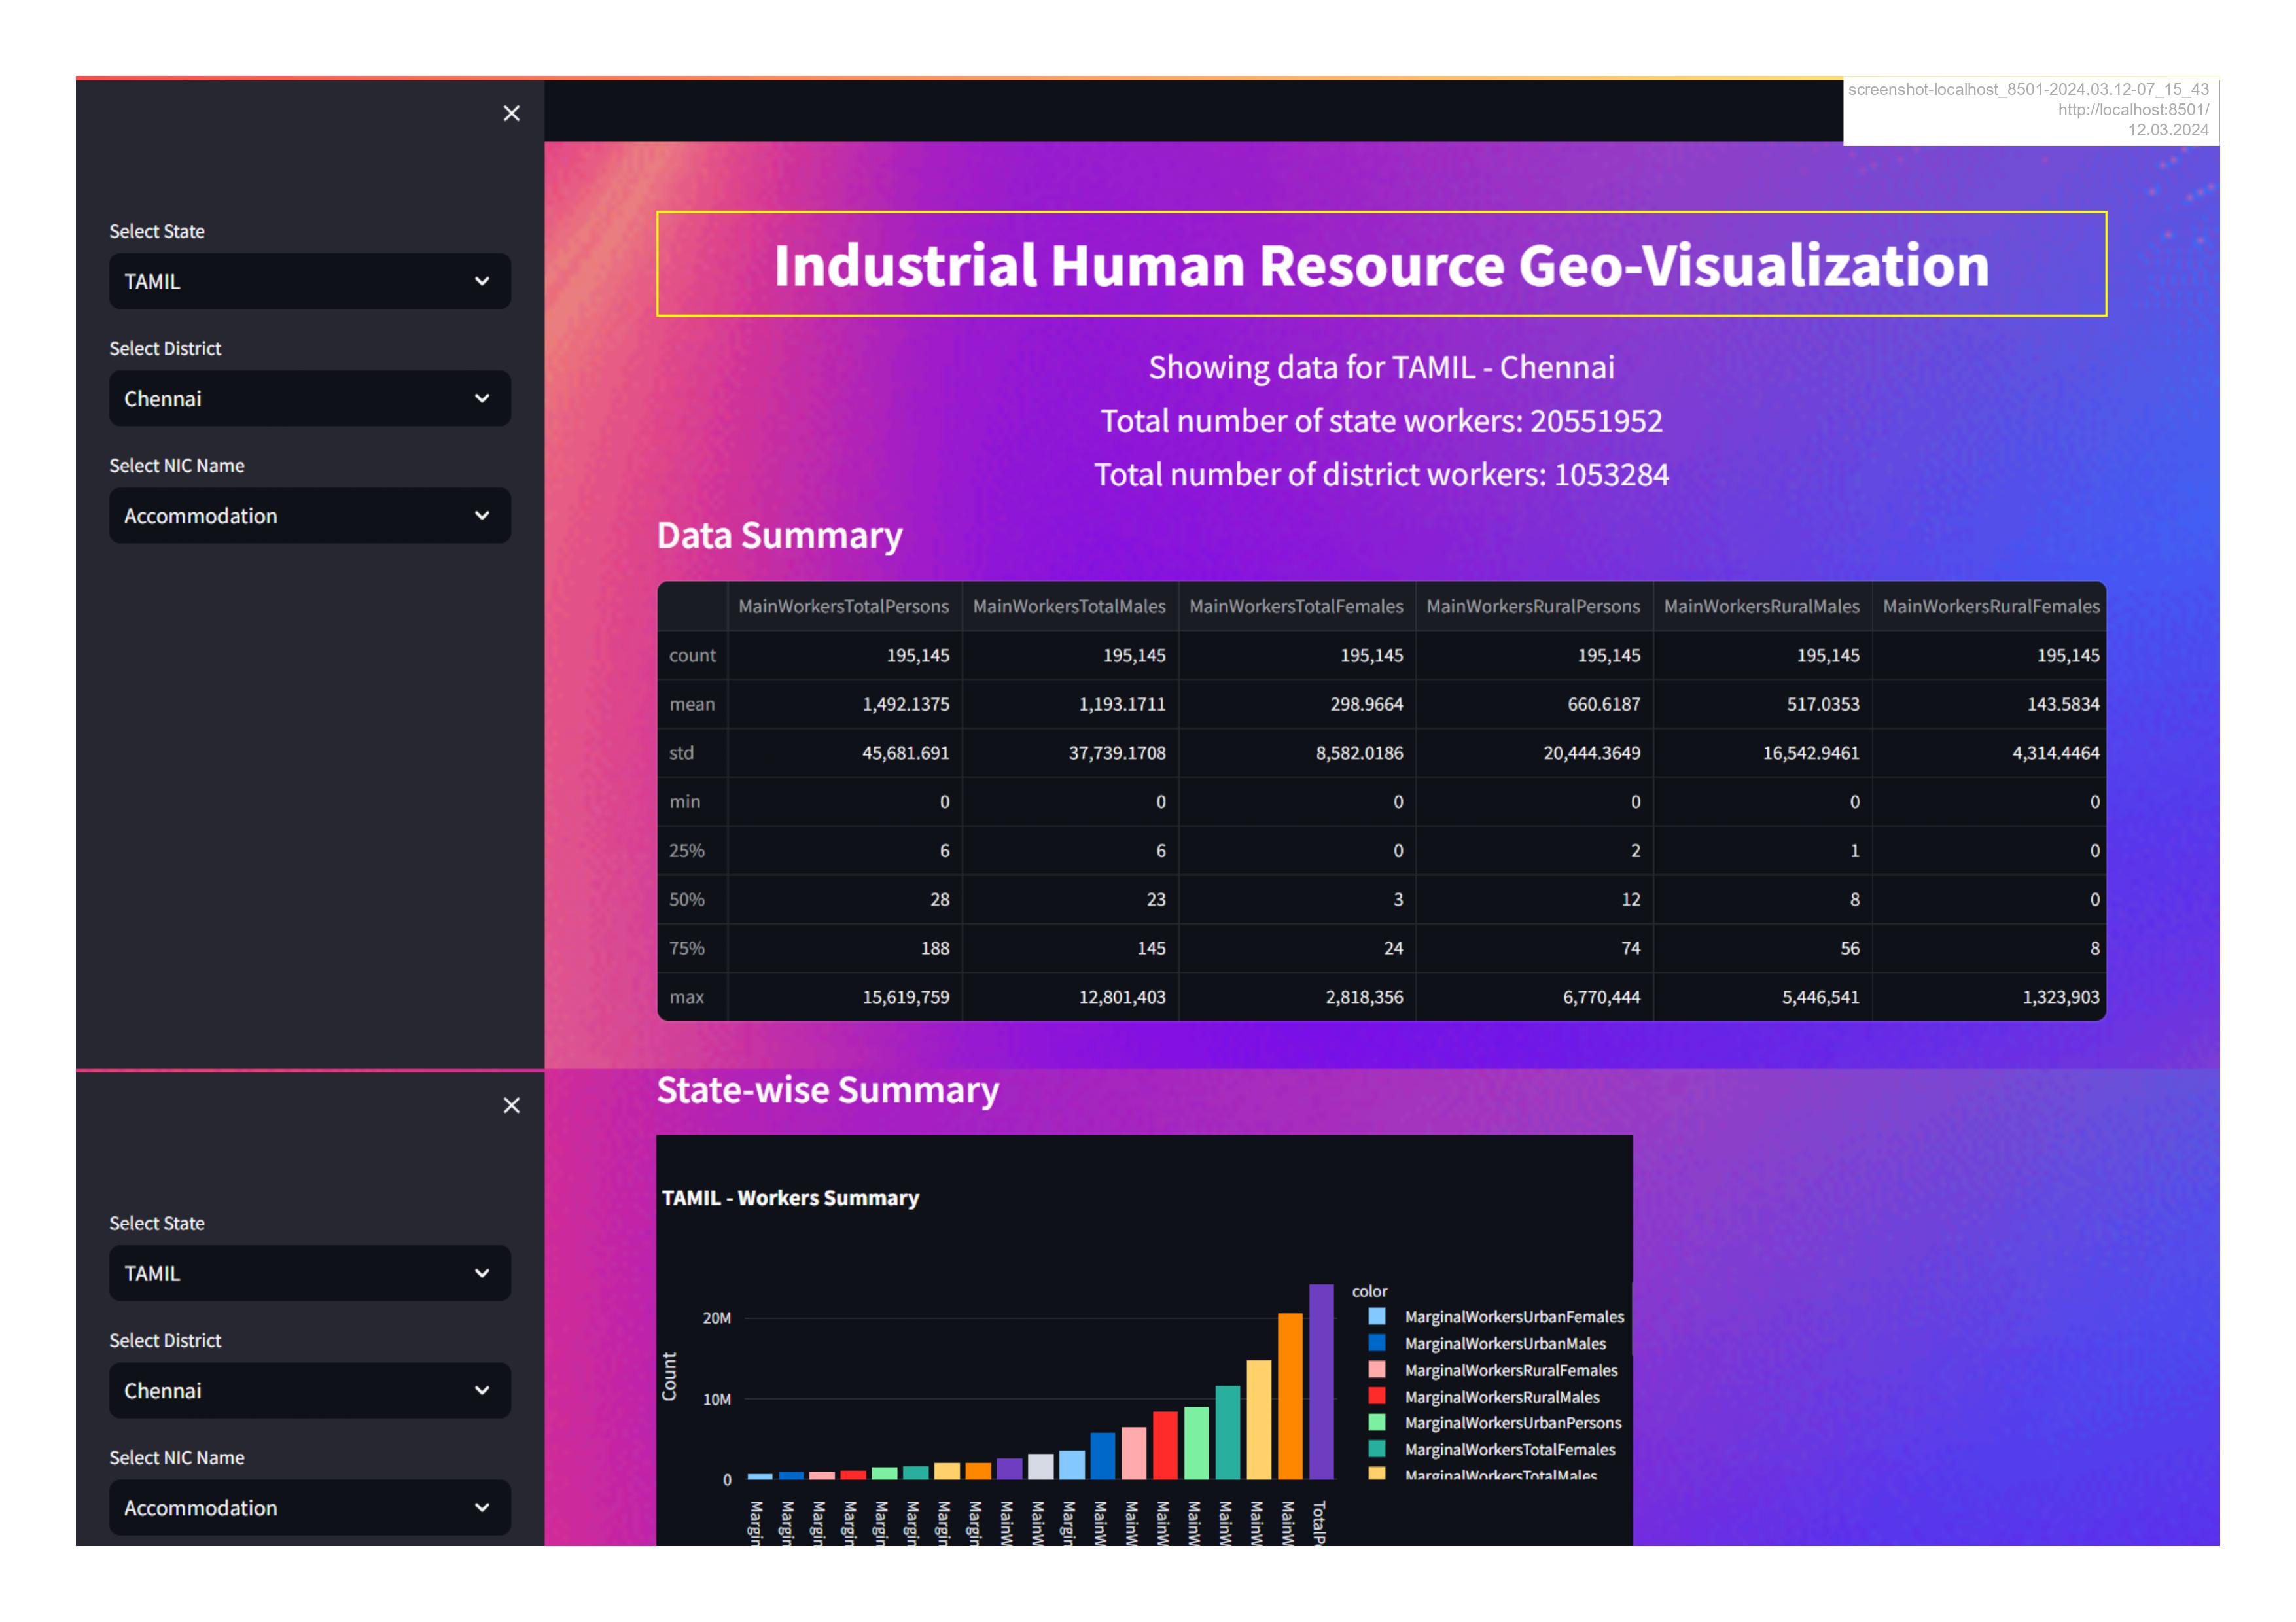 screenshot-localhost_8501-2024.03.12-07_15_43
http://localhost:8501/
12.03.2024
Select State
TAMIL
Select District
Chennai
Select NIC Name
Accommodation
Industrial Human Resource Geo-Visualization
Showing data for TAMIL - Chennai
Total number of state workers: 20551952
Total number of district workers: 1053284
Data Summary
MainWorkersTotalPersons MainWorkersTotalMales MainWorkersTotalFemales MainWorkersRuralPersons MainWorkersRuralMales MainWorkersRuralFemales
count 195,145 195,145 195,145 195,145 195,145 195,145
mean 1,492.1375 1,193.1711 298.9664 660.6187 517.0353 143.5834
std 45,681.691 37,739.1708 8,582.0186 20,444.3649 16,542.9461 4,314.4464
min 0 0 0 0 0 0
25% 6 6 0 2 1 0
50% 28 23 3 12 8 0
75% 188 145 24 74 56 8
max 15,619,759 12,801,403 2,818,356 6,770,444 5,446,541 1,323,903
Select State
TAMIL
Select District
Chennai
Select NIC Name
Accommodation
State-wise Summary
TAMIL - Workers Summary
Count
20M
10M
0
Margin
Margin
Margin
Margin
Margin
Margin
Margin
Margin
MainW
MainW
Margin
MainW
MainW
MainW
MainW
MainW
MainW
MainW
TotalP
color
MarginalWorkersUrbanFemales
MarginalWorkersUrbanMales
MarginalWorkersRuralFemales
MarginalWorkersRuralMales
MarginalWorkersUrbanPersons
MarginalWorkersTotalFemales
MarginalWorkersTotalMales